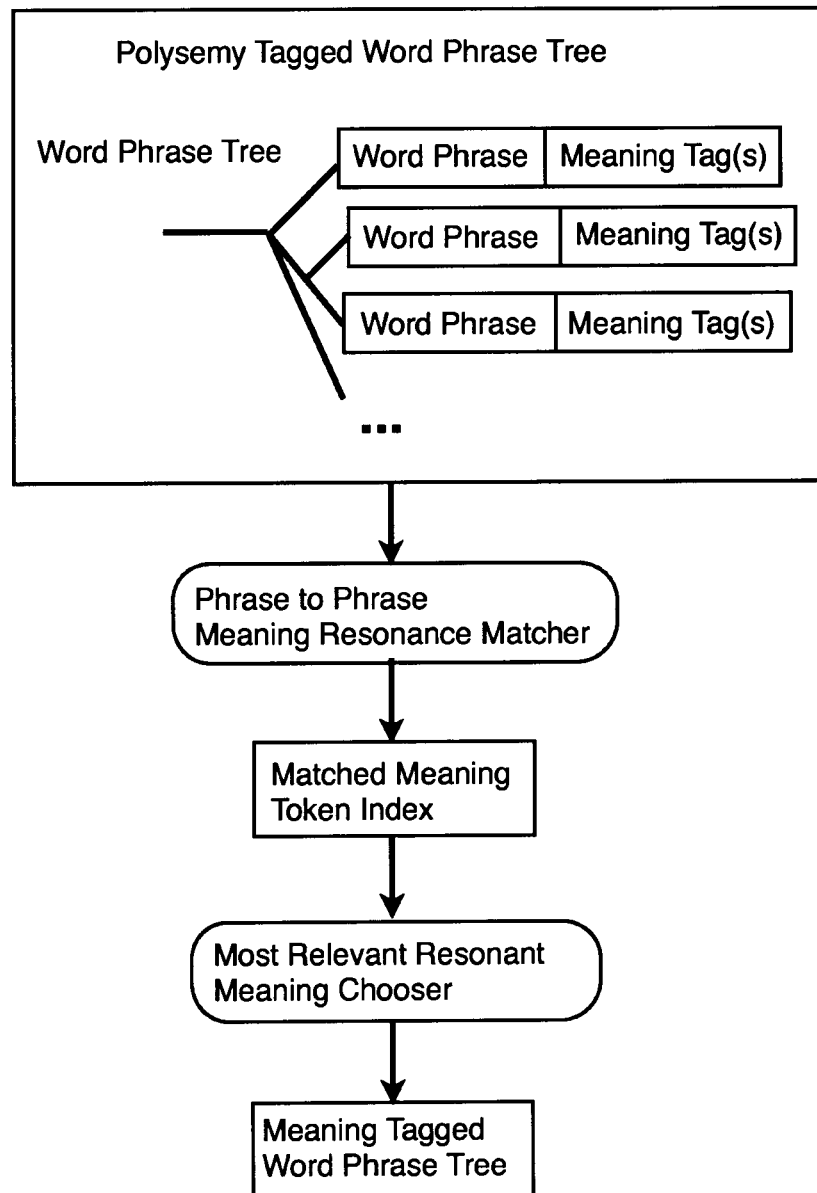 Polysemy Tagged Word Phrase Tree
Word Phrase Tree
Word Phrase Meaning Tag(s)
Word Phrase Meaning Tag(s)
Word Phrase Meaning Tag(s)
...
Phrase to Phrase
Meaning Resonance Matcher
Matched Meaning
Token Index
Most Relevant Resonant
Meaning Chooser
Meaning Tagged
Word Phrase Tree